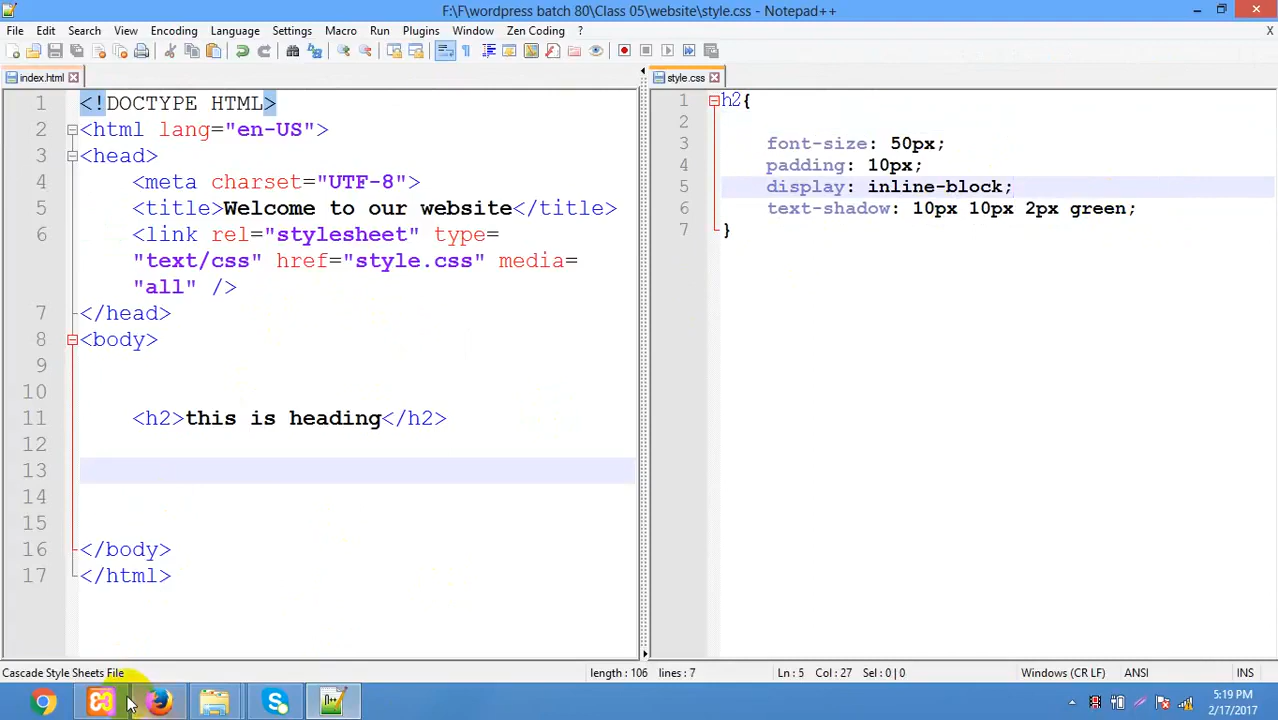 F:\F\wordpress batch 80\Class 05\website\style.css - Notepad++
File Edit Search View Encoding Language Settings Macro Run Plugins Window Zen Coding ? X
index.html
1 <!DOCTYPE HTML>
2 <html lang="en-US">
3 <head>
4 <meta charset="UTF-8">
5 <title>Welcome to our website</title>
6 <link rel="stylesheet" type=
"text/css" href="style.css" media=
"all" />
7 </head>
8 <body>
9
10
11 <h2>this is heading</h2>
12
13
14
15
16 </body>
17 </html>
style.css
1 h2{
2
3 font-size: 50px;
4 padding: 10px;
5 display: inline-block;
6 text-shadow: 10px 10px 2px green;
7 }
Cascade Style Sheets File length : 106 lines : 7 Ln : 5 Col : 27 Sel : 0 | 0 Windows (CR LF) ANSI INS
5:19 PM
2/17/2017